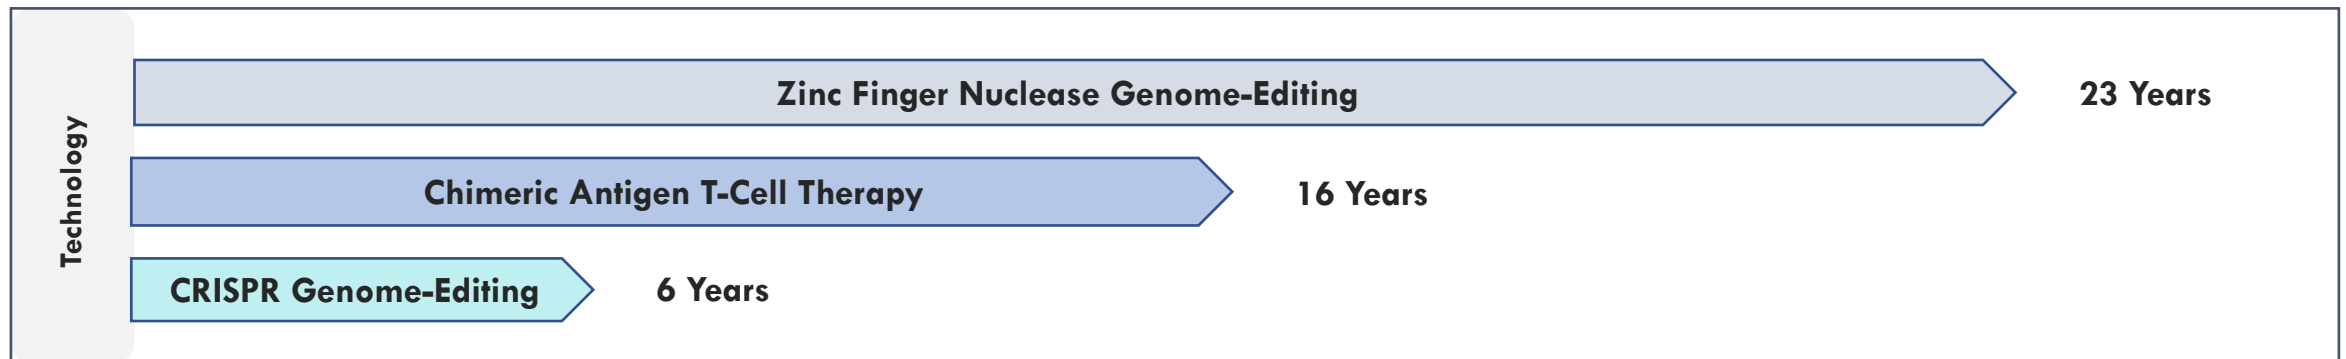 Technology
Zinc Finger Nuclease Genome-Editing
23 Years
Chimeric Antigen T-Cell Therapy
16 Years
CRISPR Genome-Editing
6 Years